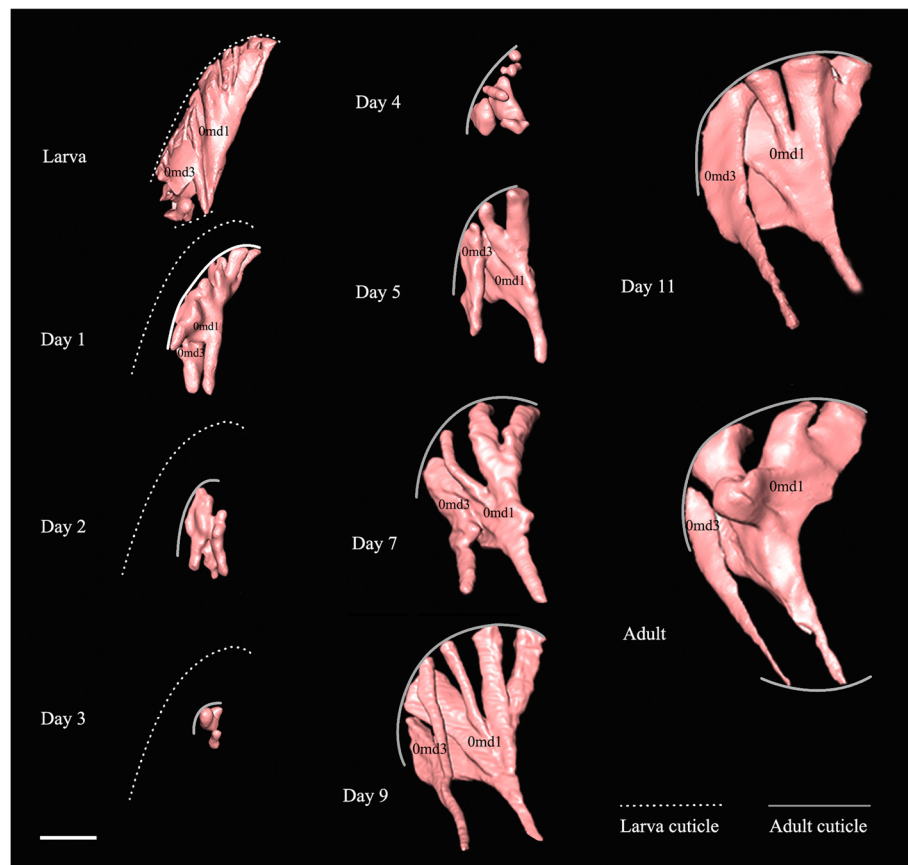 Larva
0md1
0md3
Day 1
0md1
0md3
Day 2
Day 3
Day 4
Day 5
0md3
0md1
Day 7
0md3
0md1
Day 9
0md3
0md1
Day 11
0md3
0md1
Adult
0md1
0md3
Larva cuticle
Adult cuticle